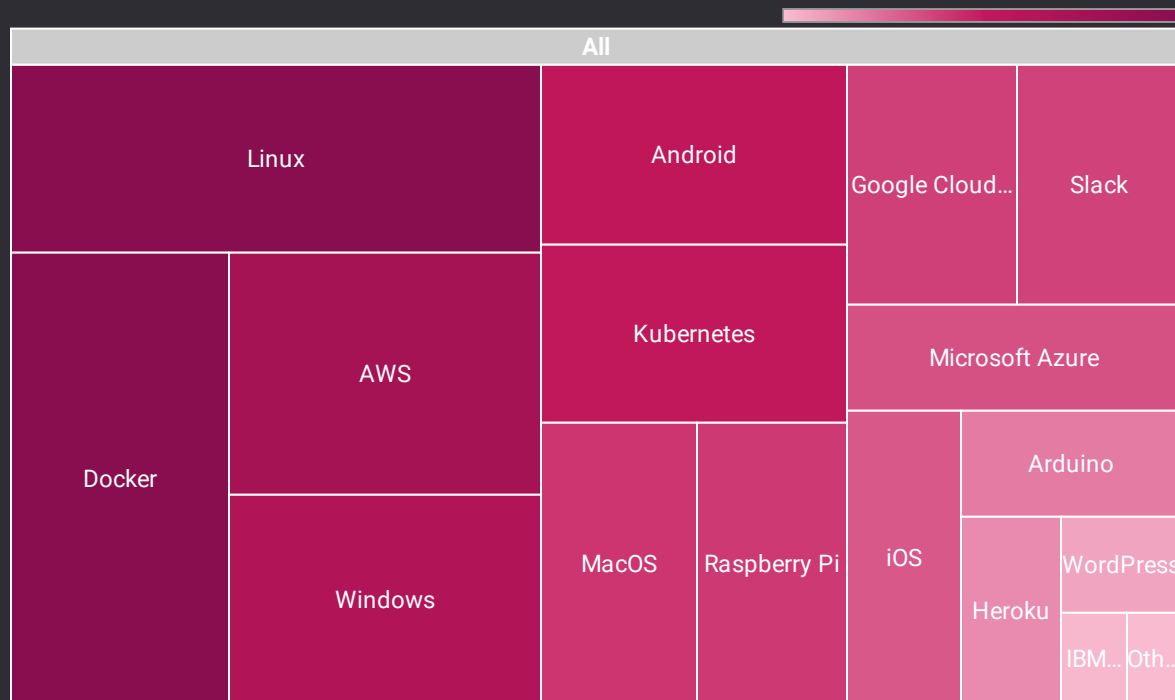 All
Linux
Android
Google Cloud...
Slack
Kubernetes
Microsoft Azure
AWS
Docker
Windows
MacOS
Raspberry Pi
iOS
Arduino
Heroku
WordPress
IBM...
Oth...